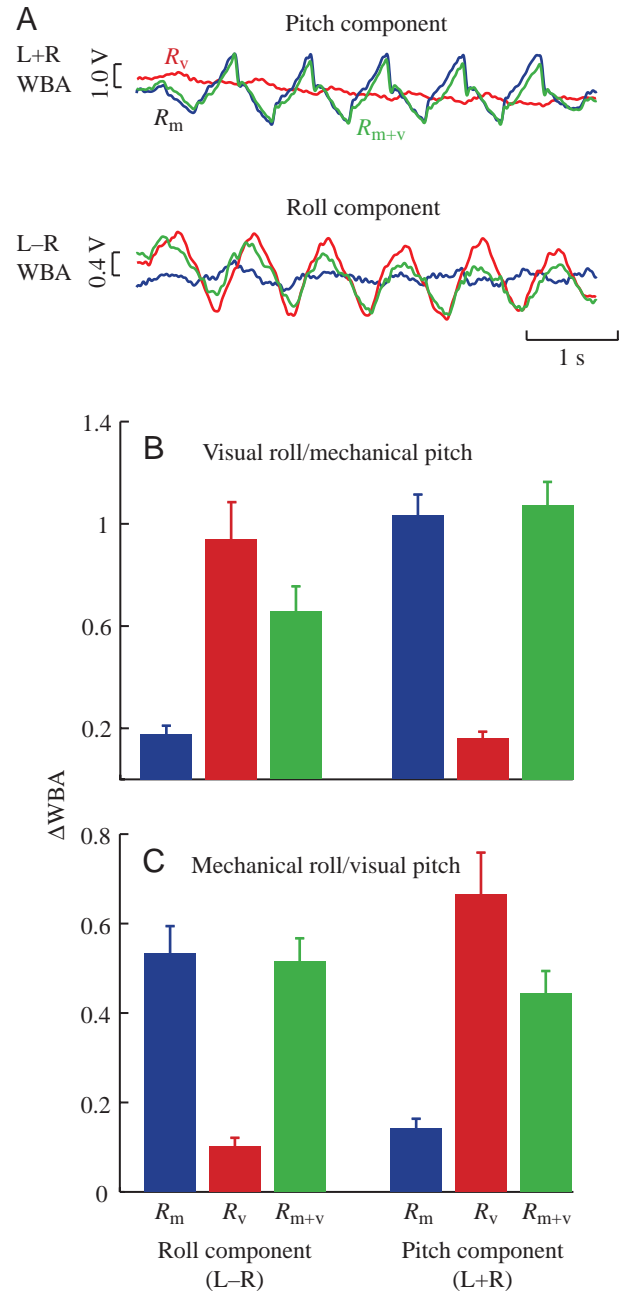 A
Pitch component
L+R
WBA
1.0 V
Rv
Rm
Rm+v
Roll component
L–R
WBA
0.4 V
1 s
1.4
B Visual roll/mechanical pitch
1
0.6
0.2
ΔWBA
0.8
C Mechanical roll/visual pitch
0.6
0.4
0.2
0
Rm Rv Rm+v Rm Rv Rm+v
Roll component Pitch component
(L–R) (L+R)